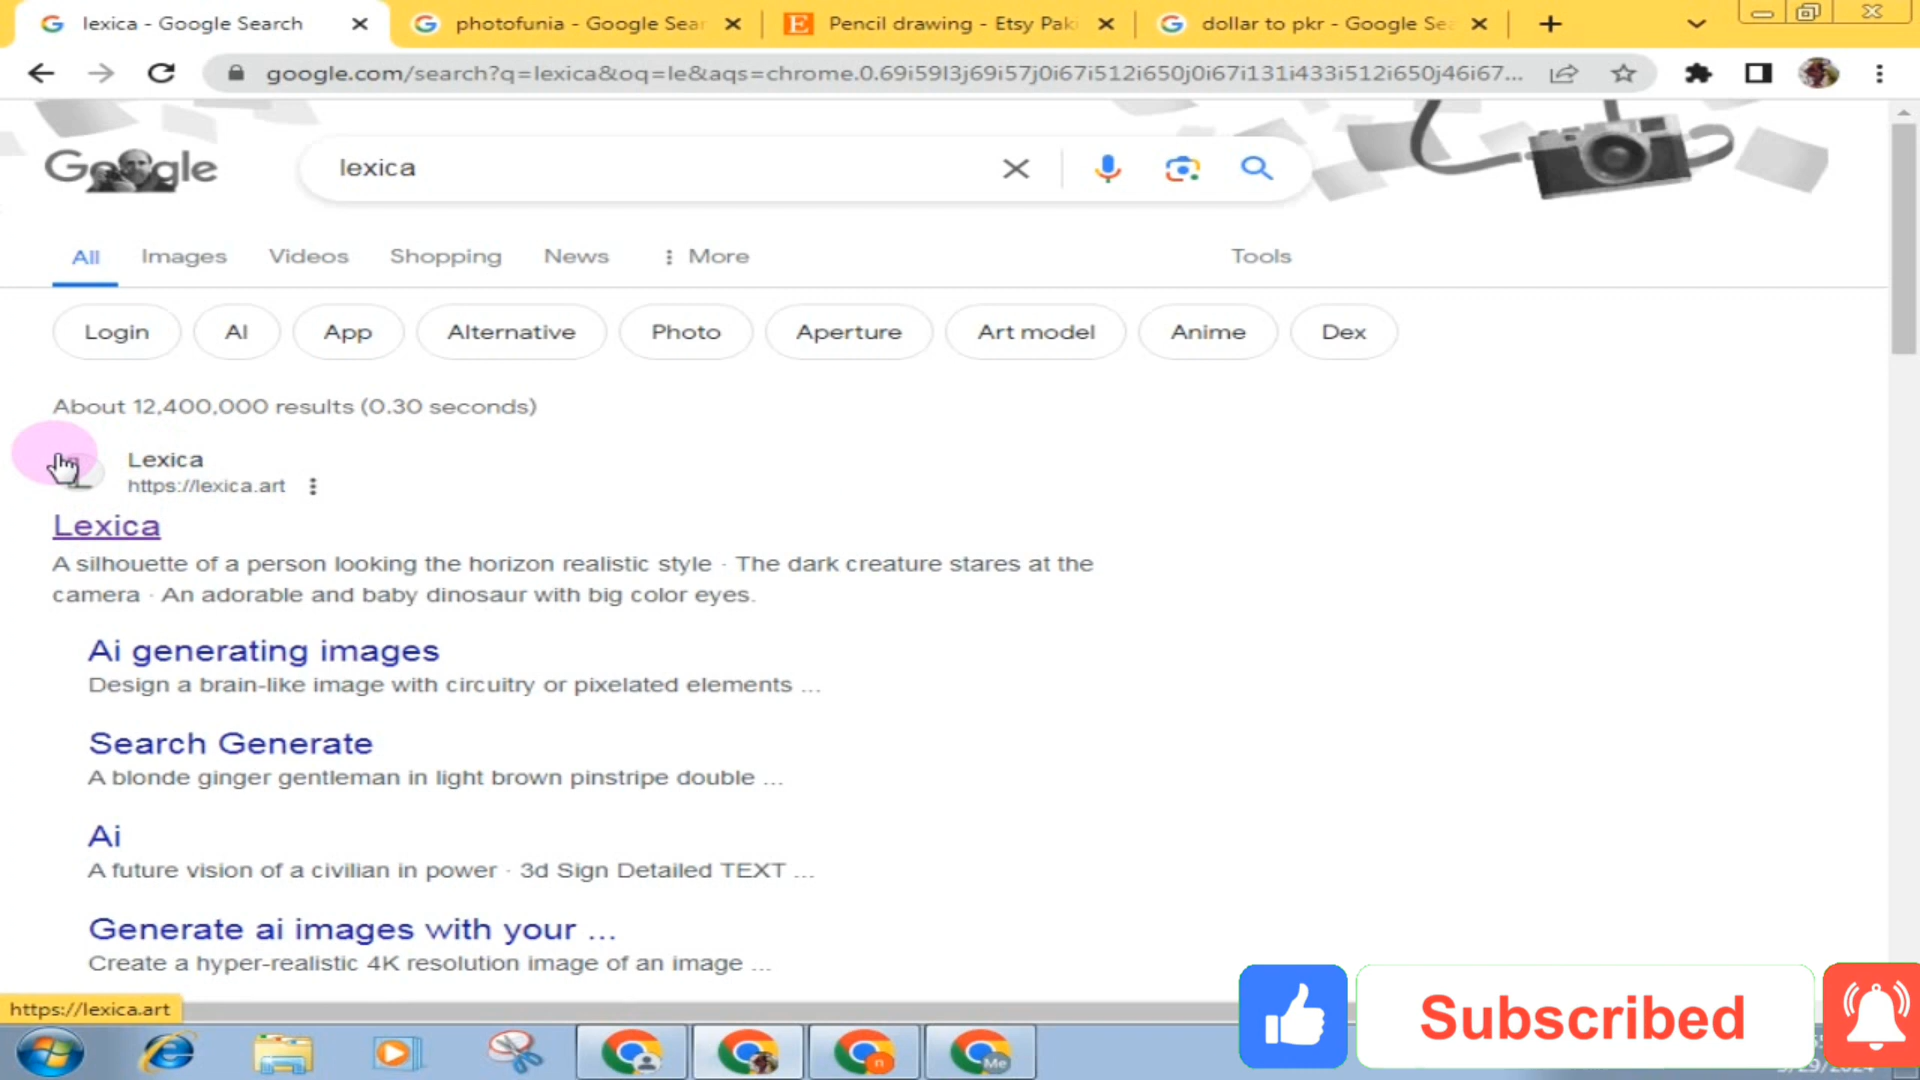 lexica - Google Search
photofunia - Google Sear
Pencil drawing - Etsy Paki
dollar to pkr - Google Se
google.com/search?q=lexica&oq=le&aqs=chrome.0.69i59l3j69i57j0i67i512i650j0i67i131i433i512i650j46i67...
Google
lexica
All Images Videos Shopping News More Tools
Login AI App Alternative Photo Aperture Art model Anime Dex
About 12,400,000 results (0.30 seconds)
Lexica
https://lexica.art
Lexica
A silhouette of a person looking the horizon realistic style · The dark creature stares at the
camera · An adorable and baby dinosaur with big color eyes.
Ai generating images
Design a brain-like image with circuitry or pixelated elements ...
Search Generate
A blonde ginger gentleman in light brown pinstripe double ...
Ai
A future vision of a civilian in power · 3d Sign Detailed TEXT ...
Generate ai images with your ...
Create a hyper-realistic 4K resolution image of an image ...
https://lexica.art
Subscribed
n
Me